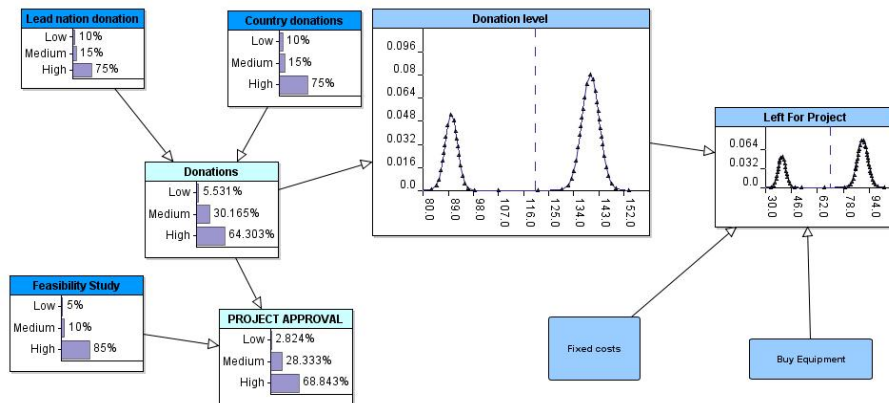 Lead nation donation
Low 10%
Medium 15%
High 75%
Country donations
Low 10%
Medium 15%
High 75%
Donation level
0.096
0.08
0.064
0.048
0.032
0.016
0.0
80.0 89.0 98.0 107.0 116.0 125.0 134.0 143.0 152.0
Left For Project
0.064
0.032
0.0
30.0 46.0 62.0 78.0 94.0
Donations
Low 5.531%
Medium 30.165%
High 64.303%
Feasibility Study
Low 5%
Medium 10%
High 85%
PROJECT APPROVAL
Low 2.824%
Medium 28.333%
High 68.843%
Fixed costs
Buy Equipment